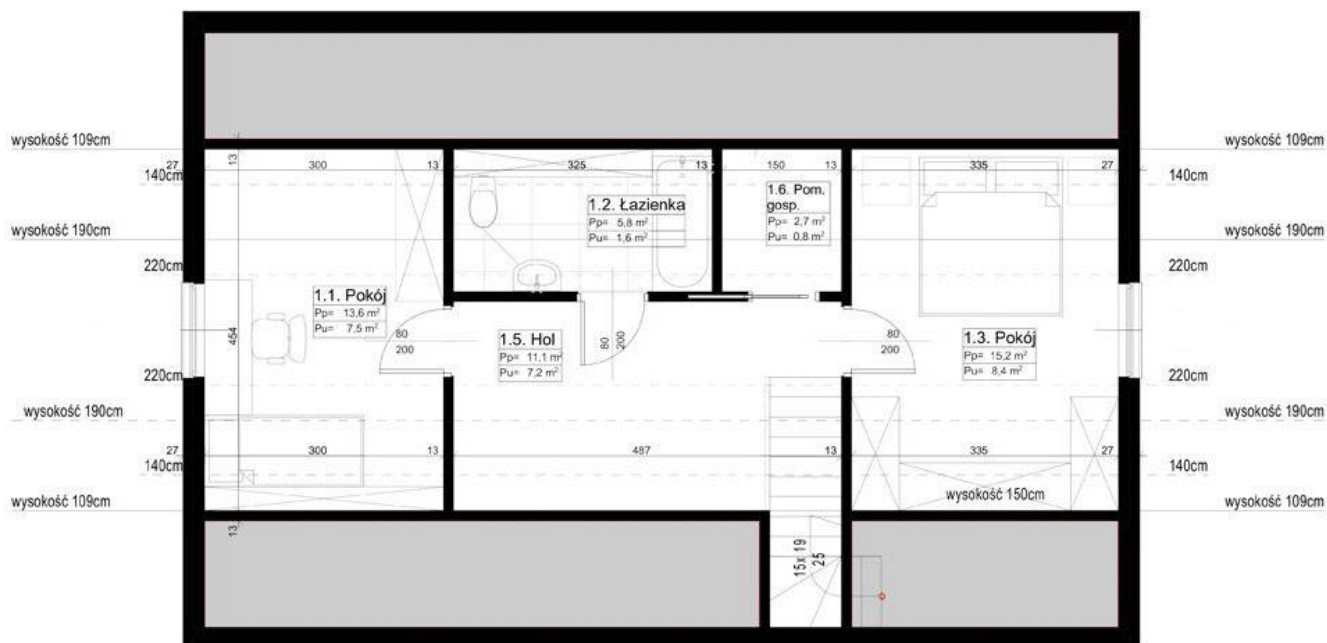 wysokość 109cm
wysokość 109cm
27
13
300
13
325
13
150
13
335
27
140cm
140cm
1.2. Łazienka
Pp= 5,8 m²
Pu= 1,6 m²
1.6. Pom.
gosp.
Pp= 2,7 m²
Pu= 0,8 m²
wysokość 190cm
wysokość 190cm
220cm
220cm
1.1. Pokój
Pp= 13,6 m²
Pu= 7,5 m²
454
80
200
1.5. Hol
Pp= 11,1 m²
Pu= 7,2 m²
80
200
80
200
1.3. Pokój
Pp= 15,2 m²
Pu= 8,4 m²
220cm
220cm
wysokość 190cm
wysokość 190cm
27
300
13
487
13
335
27
140cm
140cm
wysokość 150cm
wysokość 109cm
wysokość 109cm
13
15x 19
25